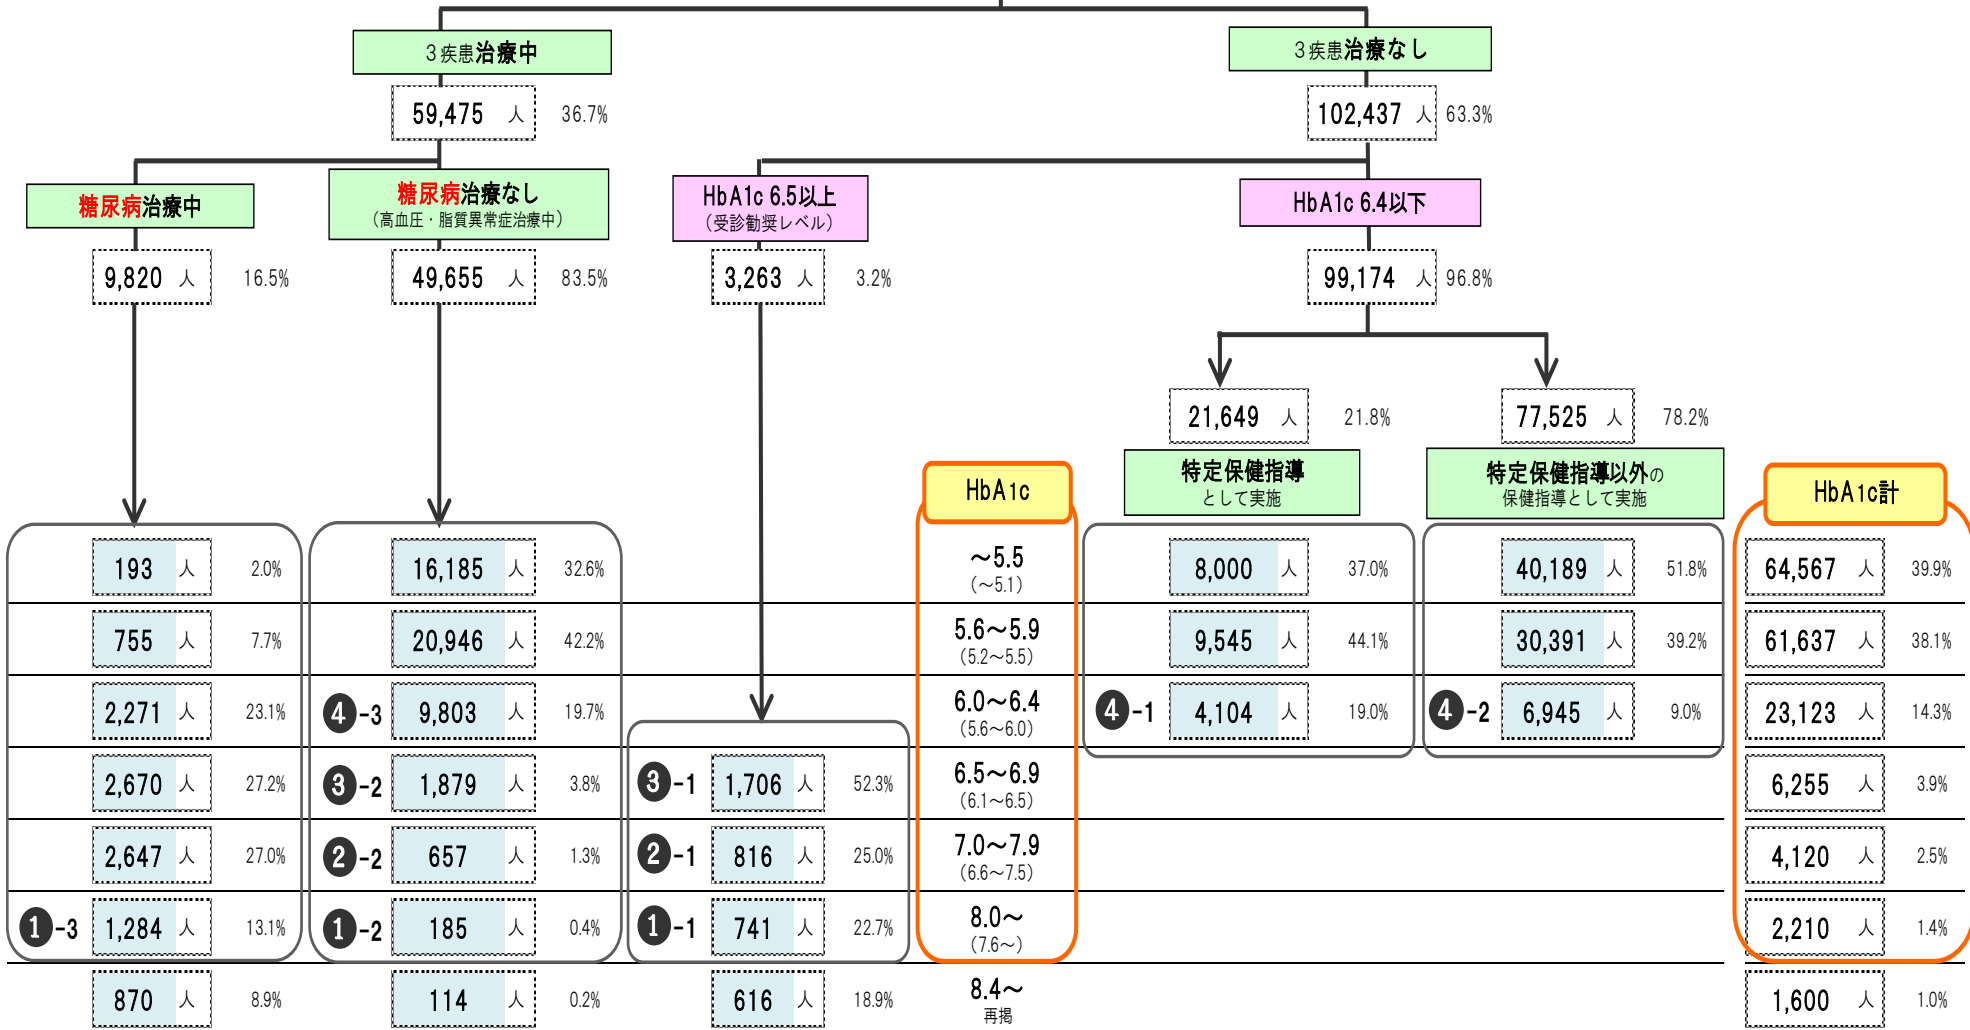 3疾患治療中
3疾患治療なし
59,475 人 36.7%
102,437 人 63.3%
糖尿病治療中
糖尿病治療なし
（高血圧・脂質異常症治療中）
HbA1c 6.5以上
（受診勧奨レベル）
HbA1c 6.4以下
9,820 人 16.5%
49,655 人 83.5%
3,263 人 3.2%
99,174 人 96.8%
21,649 人 21.8%
77,525 人 78.2%
HbA1c
特定保健指導
として実施
特定保健指導以外の
保健指導として実施
HbA1c計
193 人 2.0% 16,185 人 32.6% ～5.5 8,000 人 37.0% 40,189 人 51.8% 64,567 人 39.9%
（～5.1）
755 人 7.7% 20,946 人 42.2% 5.6～5.9 9,545 人 44.1% 30,391 人 39.2% 61,637 人 38.1%
（5.2～5.5）
2,271 人 23.1% ❹-3 9,803 人 19.7% 6.0～6.4 ❹-1 4,104 人 19.0% ❹-2 6,945 人 9.0% 23,123 人 14.3%
（5.6～6.0）
2,670 人 27.2% ❸-2 1,879 人 3.8% ❸-1 1,706 人 52.3% 6.5～6.9 6,255 人 3.9%
（6.1～6.5）
2,647 人 27.0% ❷-2 657 人 1.3% ❷-1 816 人 25.0% 7.0～7.9 4,120 人 2.5%
（6.6～7.5）
❶-3 1,284 人 13.1% ❶-2 185 人 0.4% ❶-1 741 人 22.7% 8.0～ 2,210 人 1.4%
（7.6～）
870 人 8.9% 114 人 0.2% 616 人 18.9% 8.4～ 1,600 人 1.0%
再掲